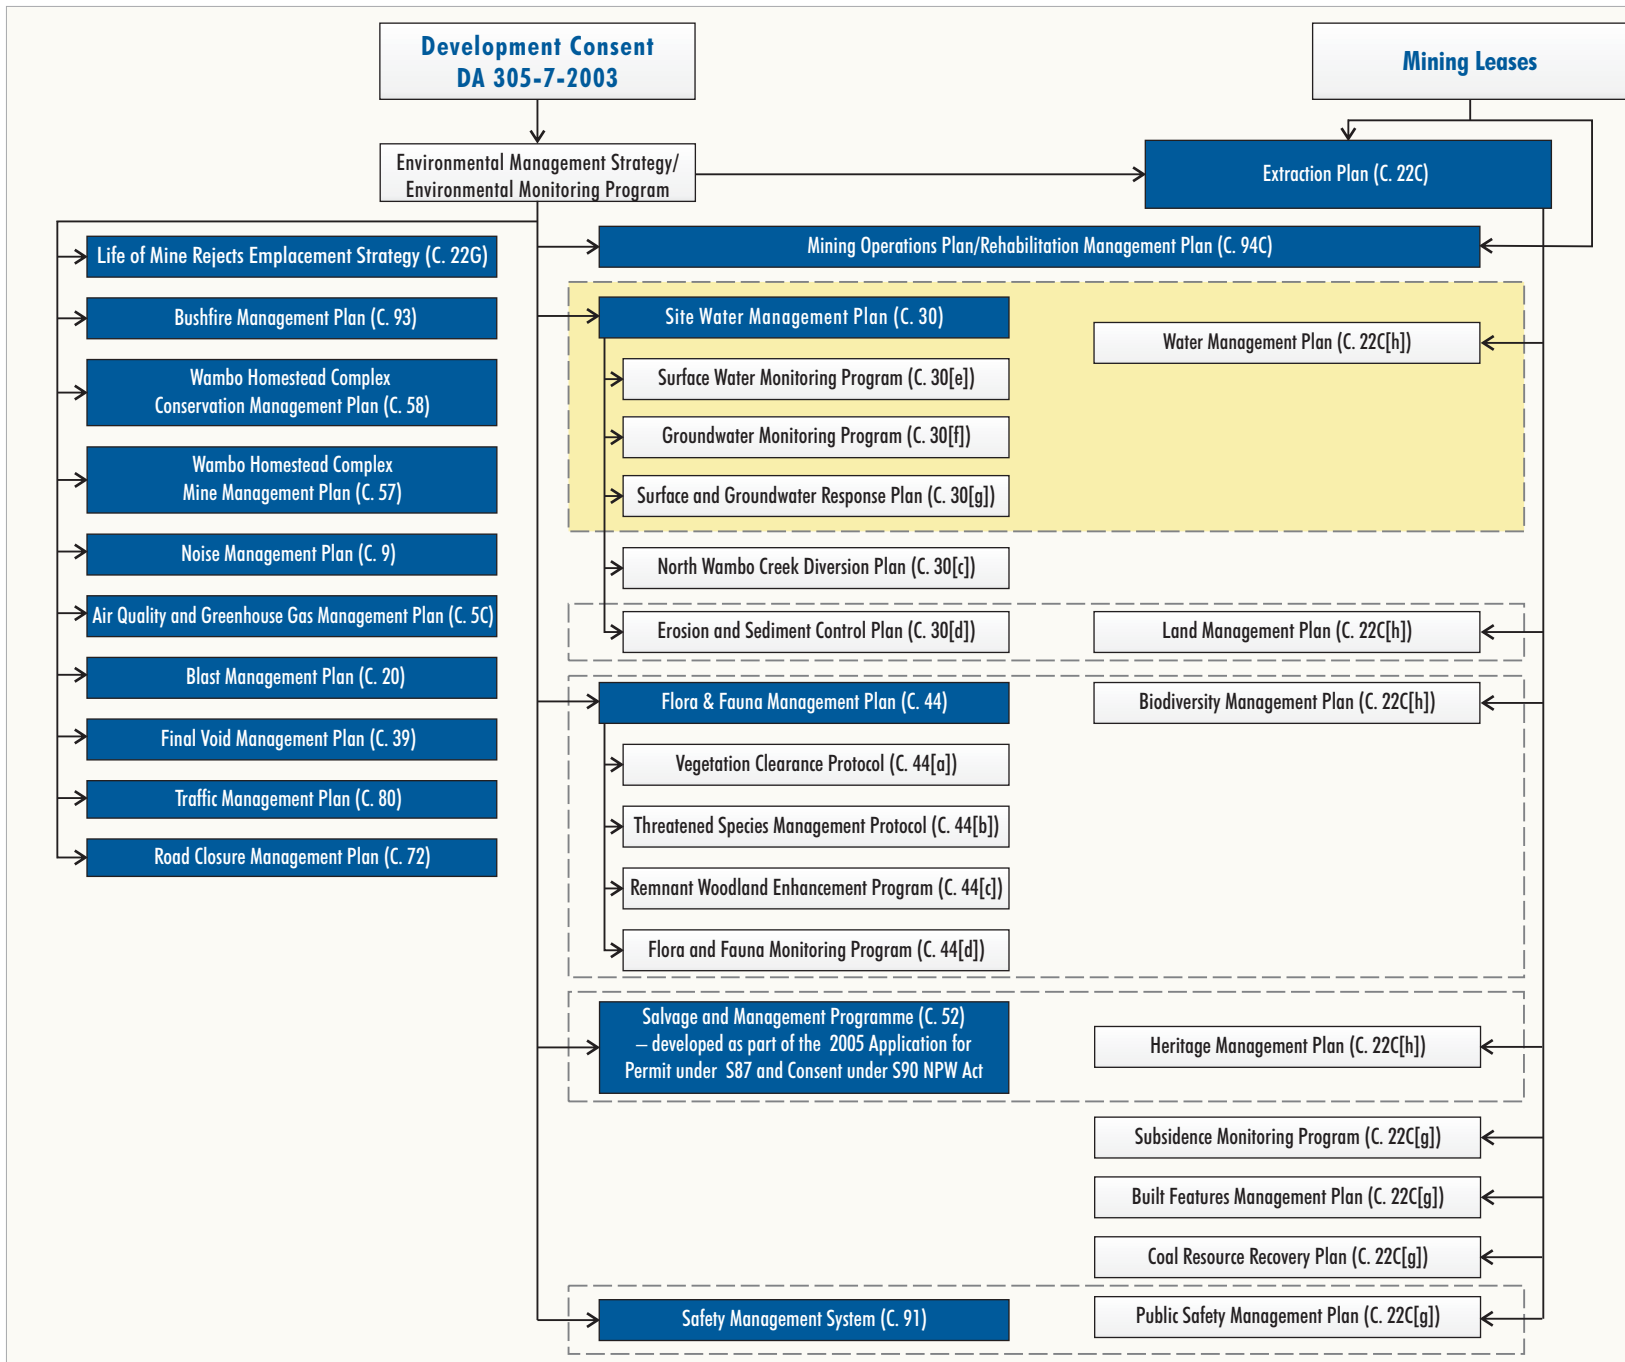 Development Consent
DA 305-7-2003
Mining Leases
Environmental Management Strategy/
Environmental Monitoring Program
Extraction Plan (C. 22C)
Life of Mine Rejects Emplacement Strategy (C. 22G)
Bushfire Management Plan (C. 93)
Wambo Homestead Complex
Conservation Management Plan (C. 58)
Wambo Homestead Complex
Mine Management Plan (C. 57)
Noise Management Plan (C. 9)
Air Quality and Greenhouse Gas Management Plan (C. 5C)
Blast Management Plan (C. 20)
Final Void Management Plan (C. 39)
Traffic Management Plan (C. 80)
Road Closure Management Plan (C. 72)
Mining Operations Plan/Rehabilitation Management Plan (C. 94C)
Site Water Management Plan (C. 30)
Surface Water Monitoring Program (C. 30[e])
Groundwater Monitoring Program (C. 30[f])
Surface and Groundwater Response Plan (C. 30[g])
North Wambo Creek Diversion Plan (C. 30[c])
Erosion and Sediment Control Plan (C. 30[d])
Flora & Fauna Management Plan (C. 44)
Vegetation Clearance Protocol (C. 44[a])
Threatened Species Management Protocol (C. 44[b])
Remnant Woodland Enhancement Program (C. 44[c])
Flora and Fauna Monitoring Program (C. 44[d])
Salvage and Management Programme (C. 52)
– developed as part of the 2005 Application for
Permit under S87 and Consent under S90 NPW Act
Safety Management System (C. 91)
Water Management Plan (C. 22C[h])
Land Management Plan (C. 22C[h])
Biodiversity Management Plan (C. 22C[h])
Heritage Management Plan (C. 22C[h])
Subsidence Monitoring Program (C. 22C[g])
Built Features Management Plan (C. 22C[g])
Coal Resource Recovery Plan (C. 22C[g])
Public Safety Management Plan (C. 22C[g])